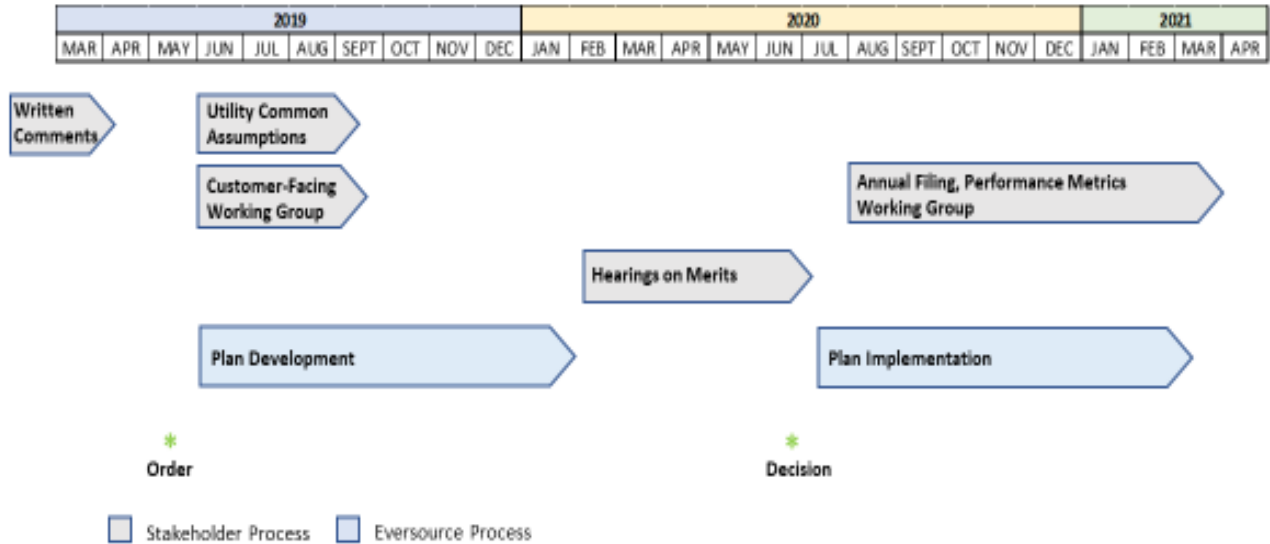 2019 2020 2021
MAR APR MAY JUN JUL AUG SEPT OCT NOV DEC JAN FEB MAR APR MAY JUN JUL AUG SEPT OCT NOV DEC JAN FEB MAR APR
Written
Comments
Utility Common
Assumptions
Customer-Facing
Working Group
Annual Filing, Performance Metrics
Working Group
Hearings on Merits
Plan Development
Plan Implementation
*
Order
*
Decision
Stakeholder Process
Eversource Process